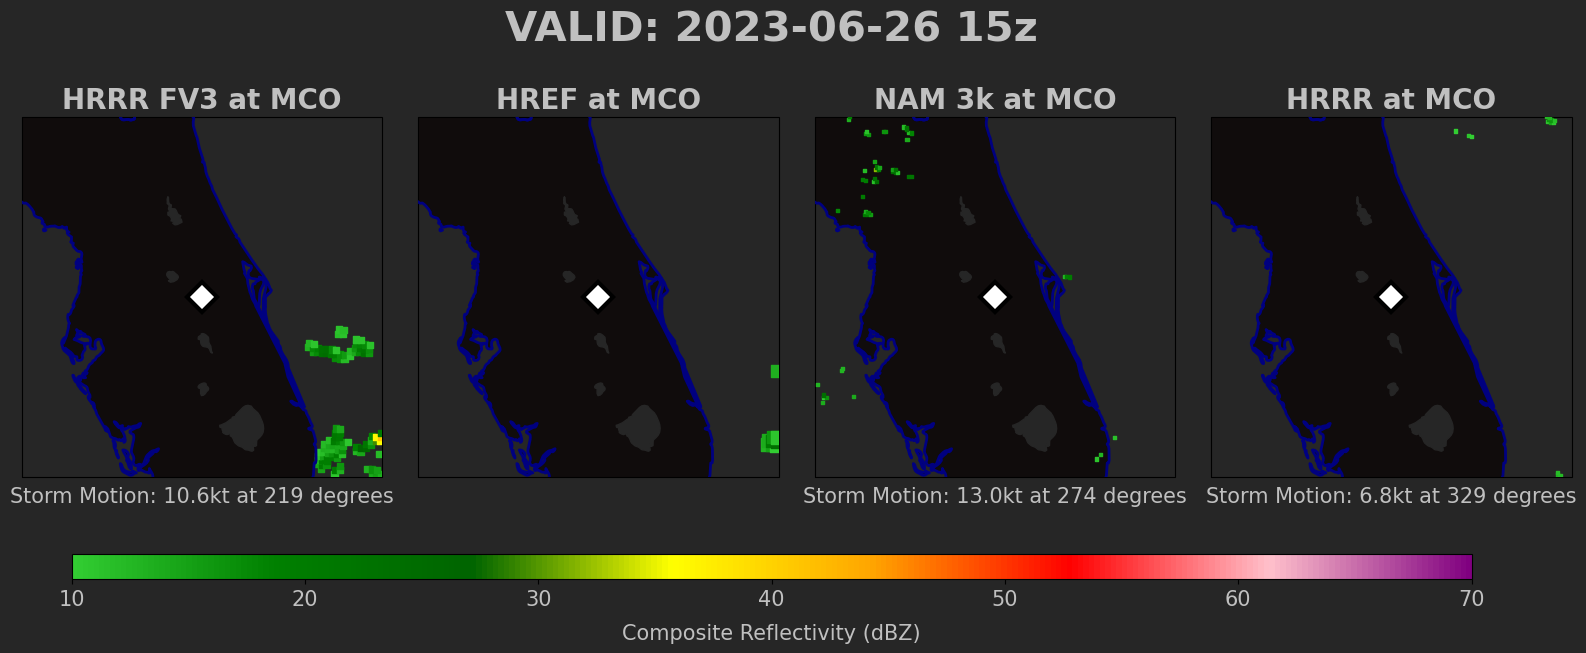 VALID: 2023-06-26 15z
HRRR FV3 at MCO
HREF at MCO
NAM 3k at MCO
HRRR at MCO
Storm Motion: 10.6kt at 219 degrees
Storm Motion: 13.0kt at 274 degrees
Storm Motion: 6.8kt at 329 degrees
10 20 30 40 50 60 70
Composite Reflectivity (dBZ)